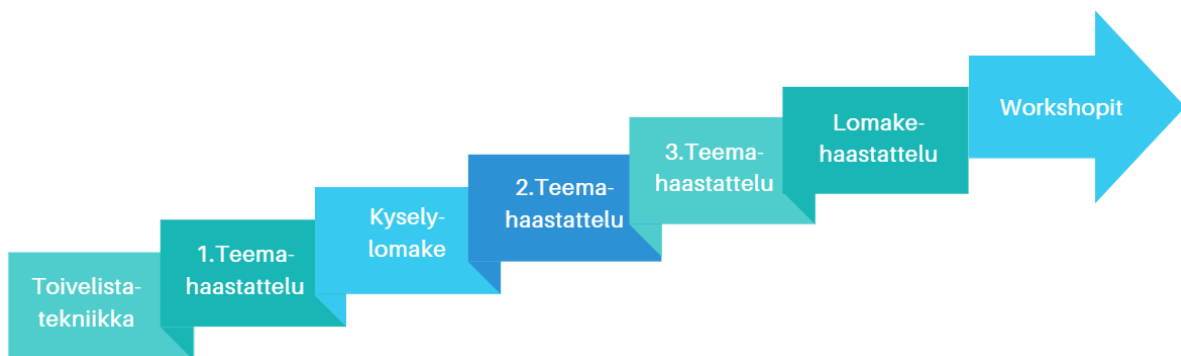 Toivelista-
tekniikka
1.Teema-
haastattelu
Kysely-
lomake
2.Teema-
haastattelu
3.Teema-
haastattelu
Lomake-
haastattelu
Workshopit